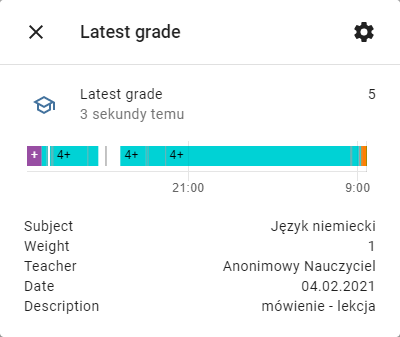 Latest grade
Latest grade 5
3 sekundy temu
+ 4+ 4+ 4+
21:00 9:00
Subject Język niemiecki
Weight 1
Teacher Anonimowy Nauczyciel
Date 04.02.2021
Description mówienie - lekcja